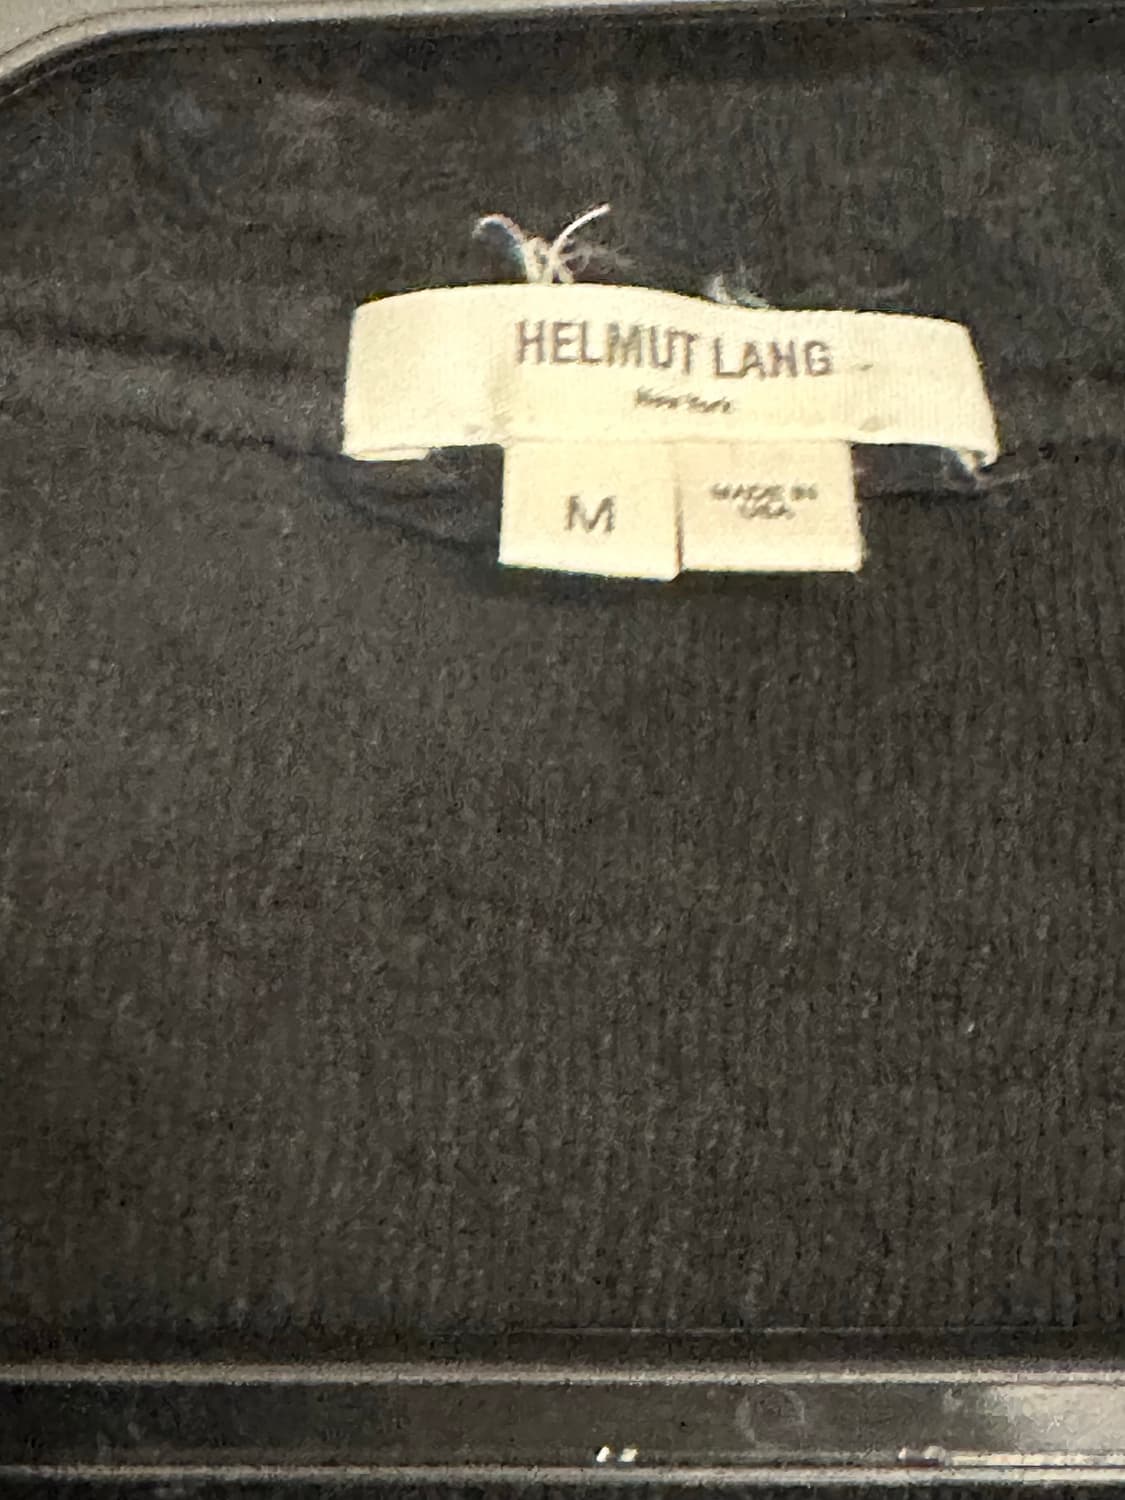 HELMUT LANG
New York
M
MADE IN
USA